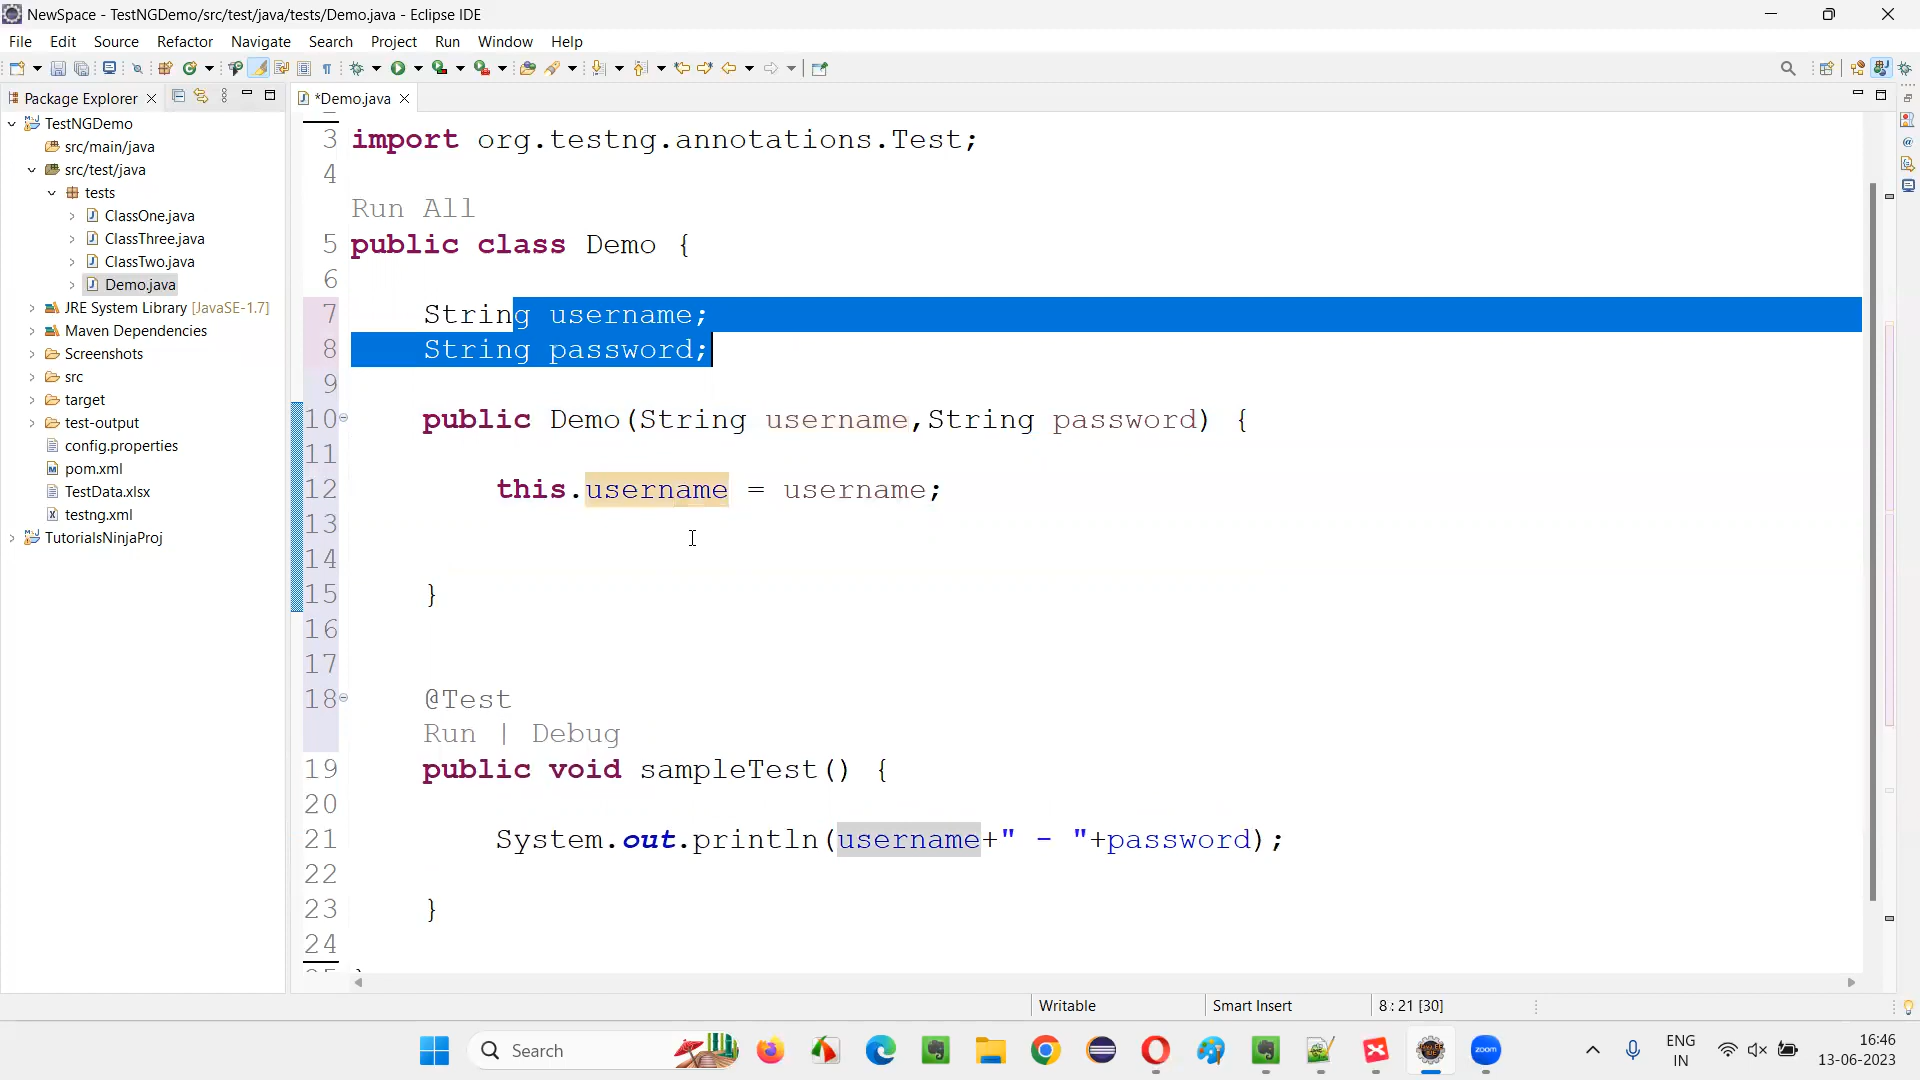 NewSpace - TestNGDemo/src/test/java/tests/Demo.java - Eclipse IDE
File Edit Source Refactor Navigate Search Project Run Window Help
Package Explorer
*Demo.java
TestNGDemo
src/main/java
src/test/java
tests
ClassOne.java
ClassThree.java
ClassTwo.java
Demo.java
JRE System Library [JavaSE-1.7]
Maven Dependencies
Screenshots
src
target
test-output
config.properties
pom.xml
TestData.xlsx
testng.xml
TutorialsNinjaProj
3 import org.testng.annotations.Test;
4
Run All
5 public class Demo {
6
7 String username;
8 String password;
9
10 public Demo(String username,String password) {
11
12 this.username = username;
13
14
15 }
16
17
18 @Test
Run | Debug
19 public void sampleTest() {
20
21 System.out.println(username+" - "+password);
22
23 }
24
Writable Smart Insert 8 : 21 [30]
Search
zoom
ENG
IN
16:46
13-06-2023